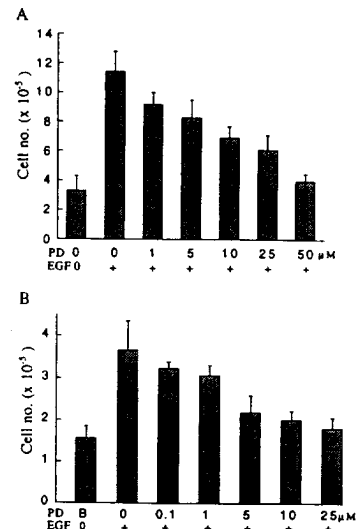 A
Cell no. (x 10⁻⁵)
14
12
10
8
6
4
2
0
PD 0 0 1 5 10 25 50 µM
EGF 0 + + + + + +
B
Cell no. (x 10⁻⁵)
4
3
2
1
0
PD B 0 0.1 1 5 10 25µM
EGF 0 + + + + + +